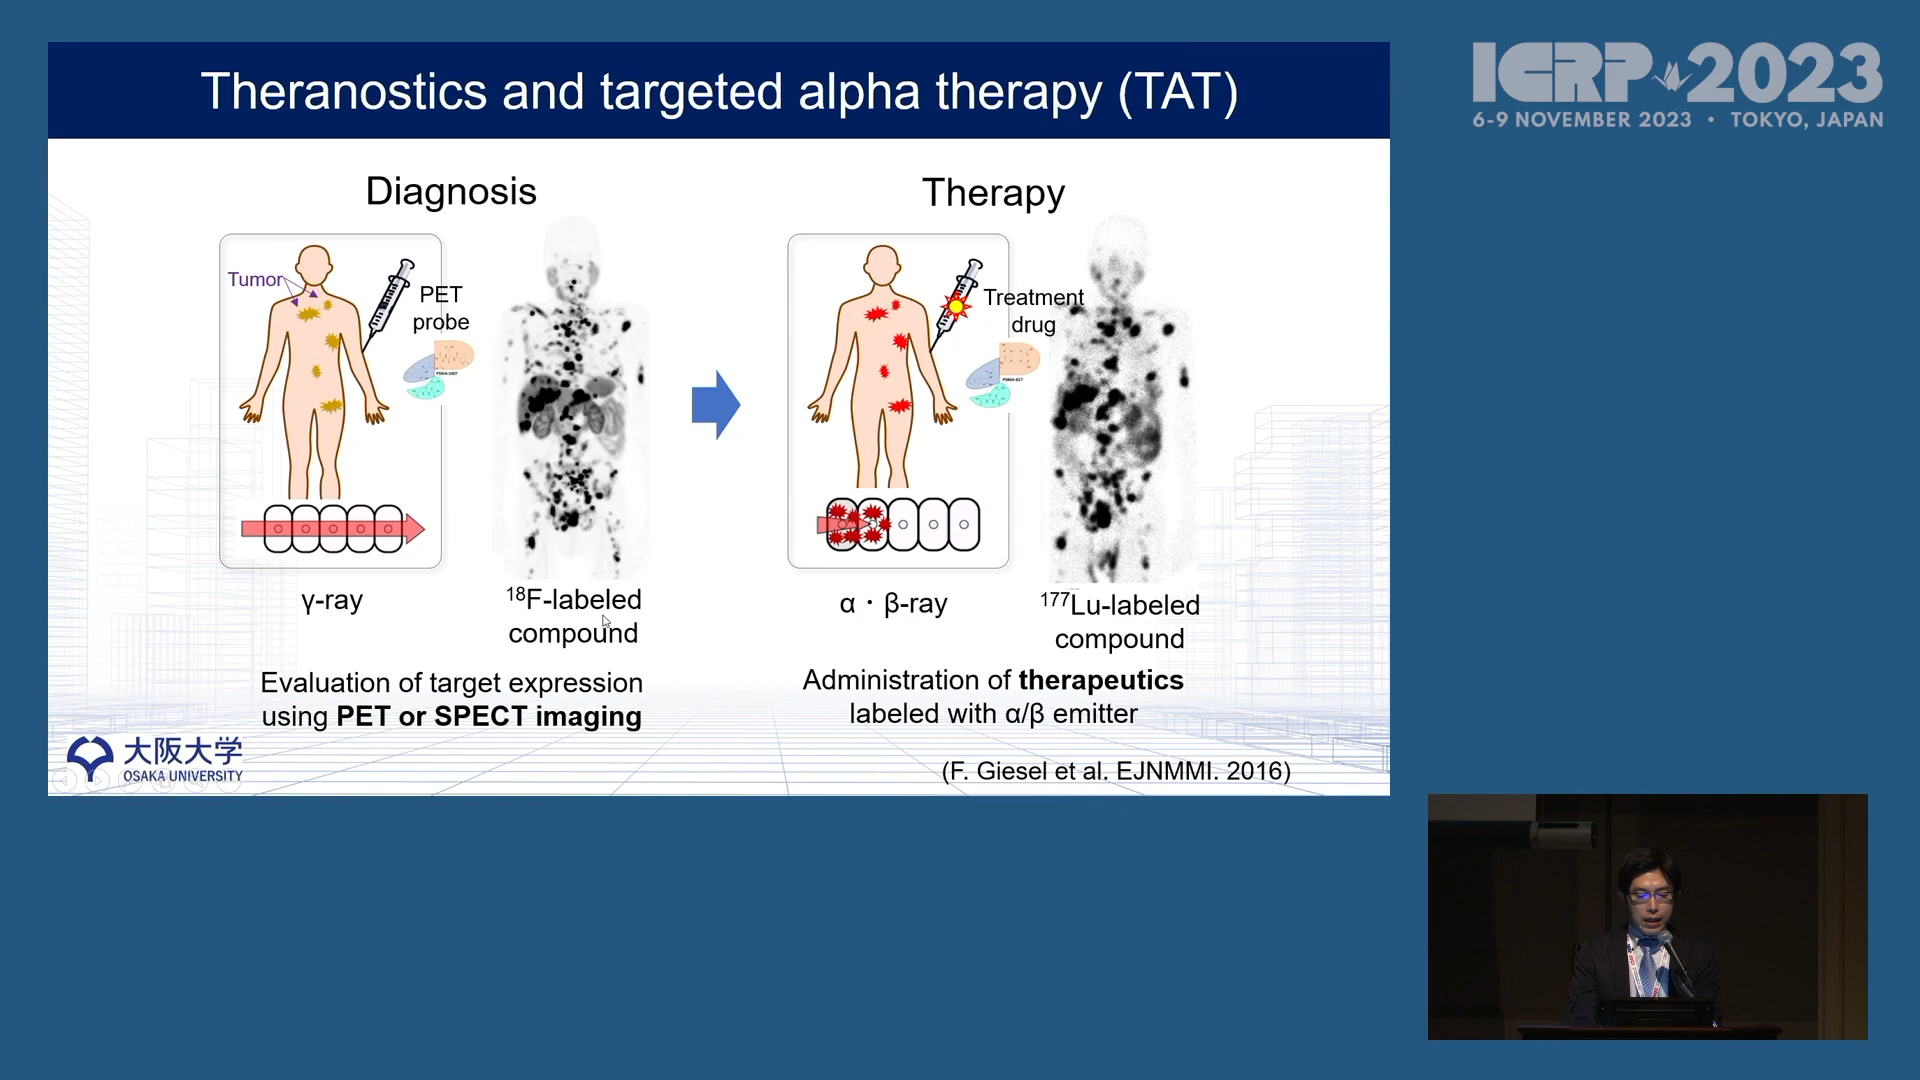 Theranostics and targeted alpha therapy (TAT)
ICRP 2023
6-9 NOVEMBER 2023 • TOKYO, JAPAN
Diagnosis
Tumor
PET
probe
γ-ray
¹⁸F-labeled
compound
Evaluation of target expression
using PET or SPECT imaging
Therapy
Treatment
drug
α・β-ray
¹⁷⁷Lu-labeled
compound
Administration of therapeutics
labeled with α/β emitter
大阪大学
OSAKA UNIVERSITY
(F. Giesel et al. EJNMMI. 2016)